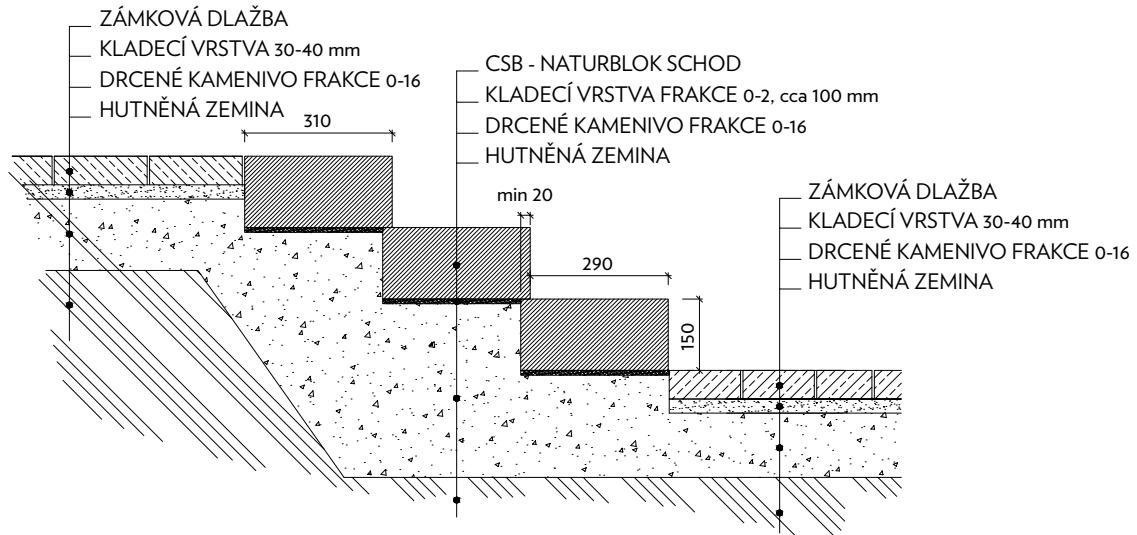 ZÁMKOVÁ DLAŽBA
KLADECÍ VRSTVA 30-40 mm
DRCENÉ KAMENIVO FRAKCE 0-16
HUTNĚNÁ ZEMINA
310
CSB - NATURBLOK SCHOD
KLADECÍ VRSTVA FRAKCE 0-2, cca 100 mm
DRCENÉ KAMENIVO FRAKCE 0-16
HUTNĚNÁ ZEMINA
min 20
290
150
ZÁMKOVÁ DLAŽBA
KLADECÍ VRSTVA 30-40 mm
DRCENÉ KAMENIVO FRAKCE 0-16
HUTNĚNÁ ZEMINA